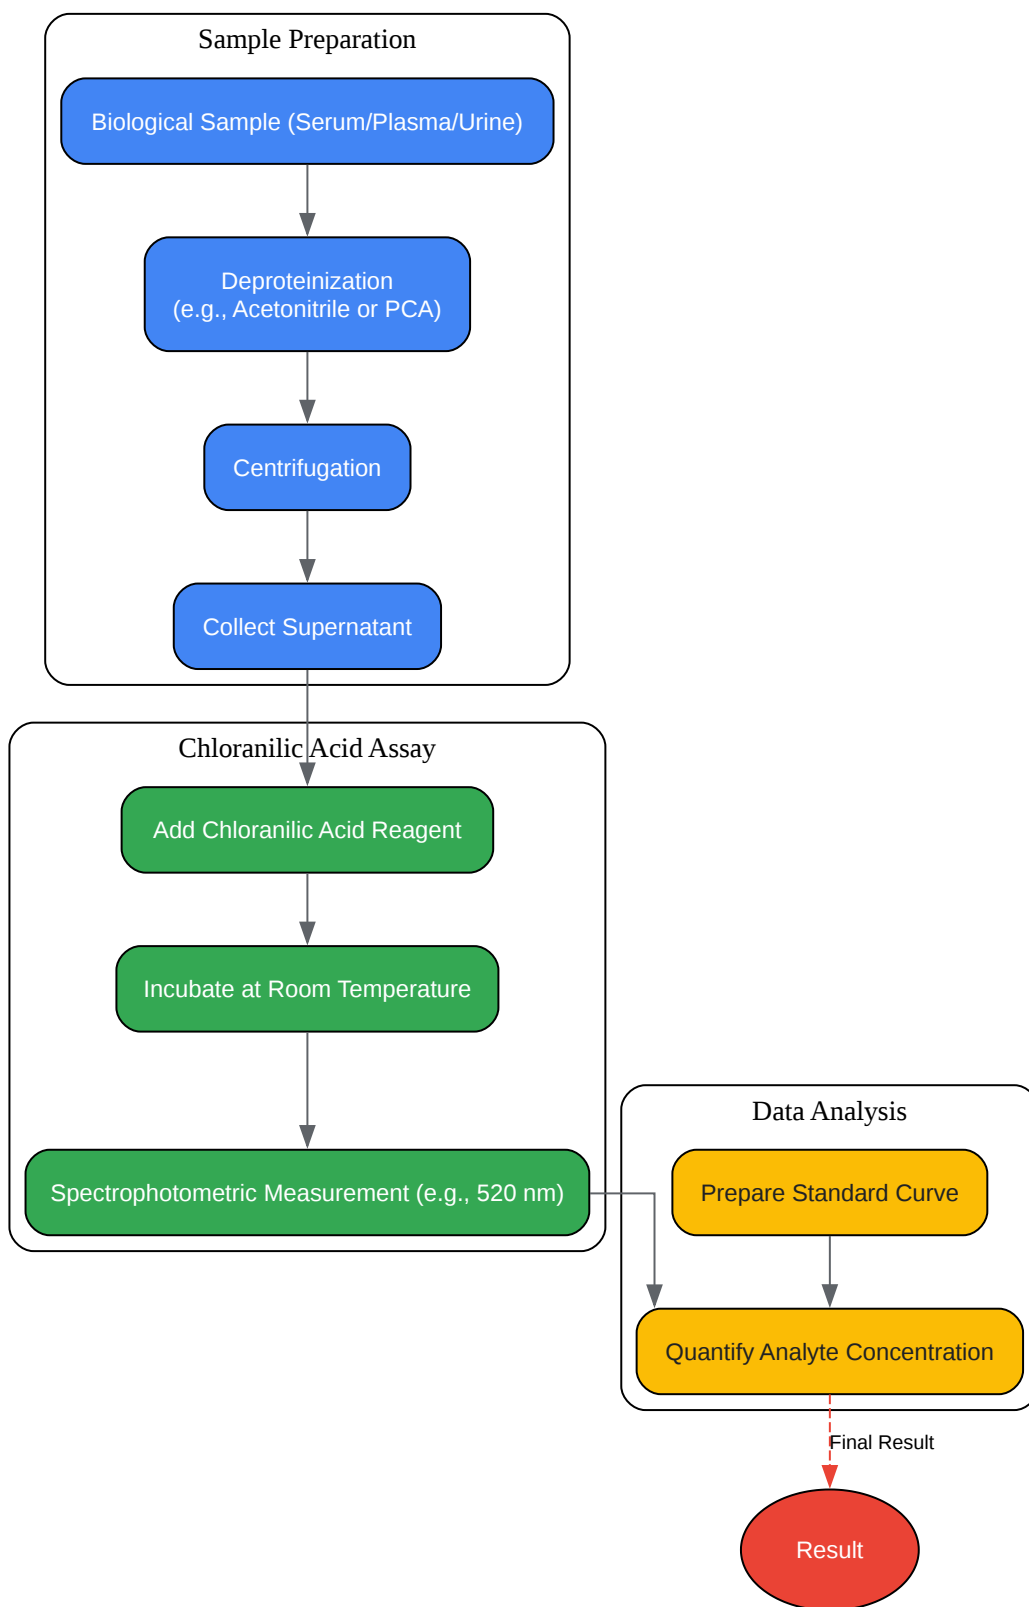 Sample Preparation
Biological Sample (Serum/Plasma/Urine)
Deproteinization
(e.g., Acetonitrile or PCA)
Centrifugation
Collect Supernatant
Chloranilic Acid Assay
Add Chloranilic Acid Reagent
Incubate at Room Temperature
Spectrophotometric Measurement (e.g., 520 nm)
Data Analysis
Prepare Standard Curve
Quantify Analyte Concentration
Final Result
Result